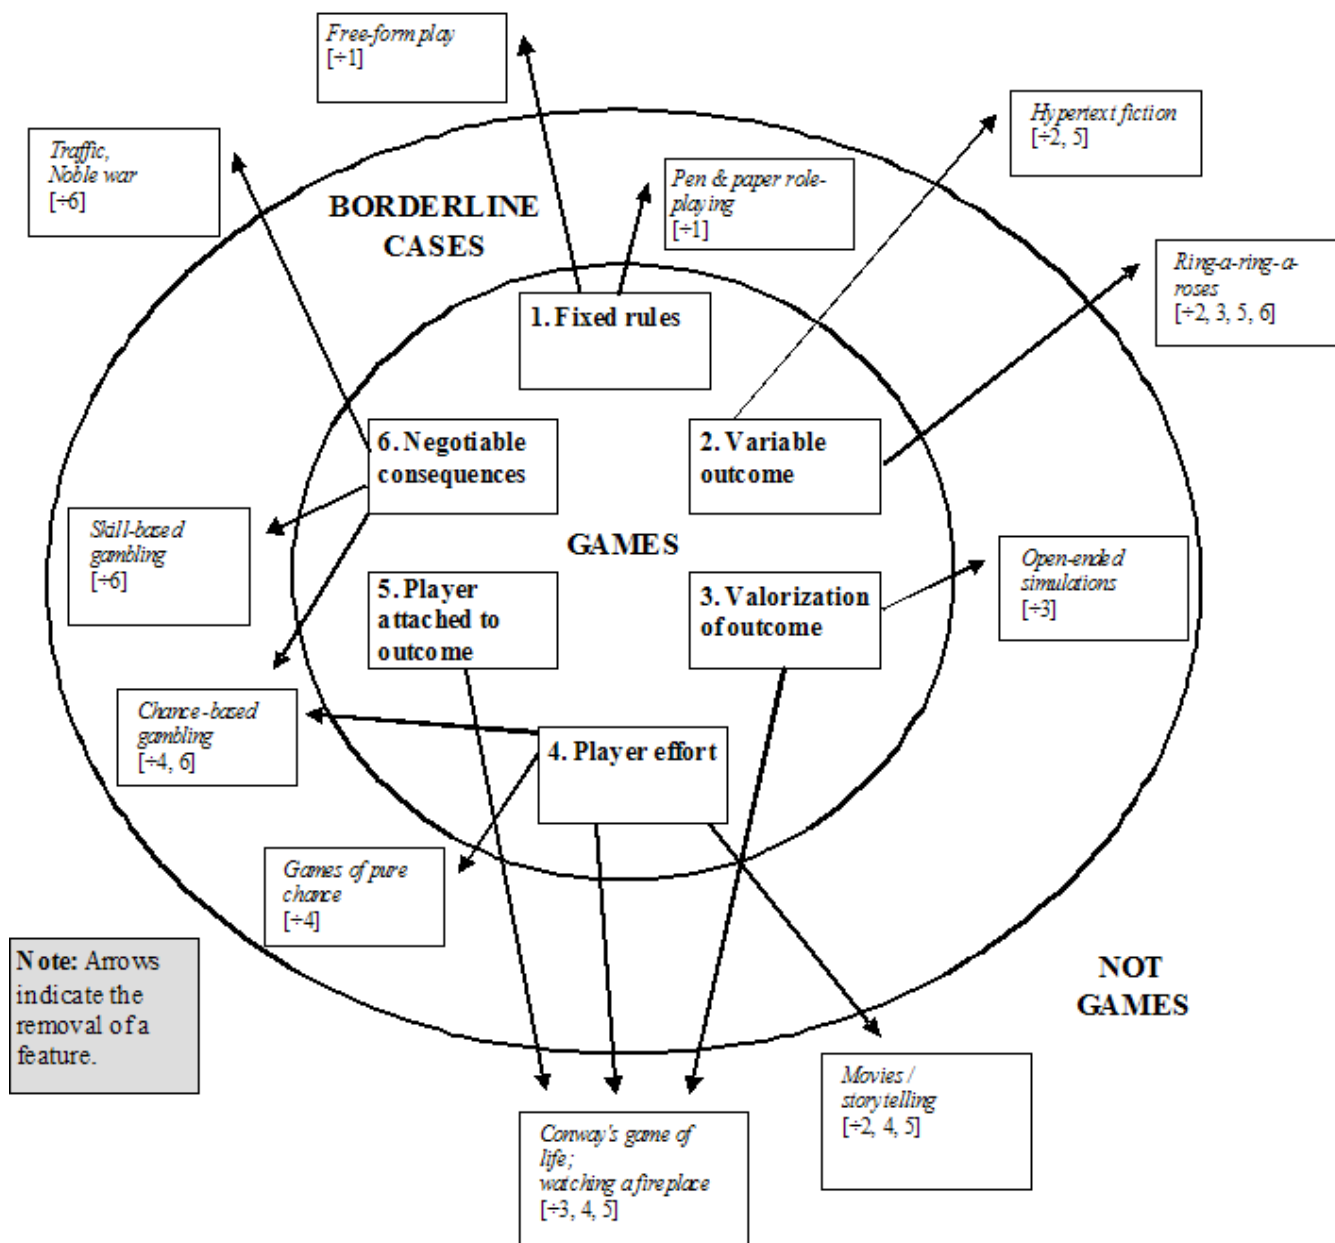 Free-form play
[÷1]
Hypertext fiction
[÷2, 5]
Traffic,
Noble war
[÷6]
BORDERLINE
CASES
Pen & paper role-
playing
[÷1]
Ring-a-ring-a-
roses
[÷2, 3, 5, 6]
1. Fixed rules
6. Negotiable
consequences
2. Variable
outcome
Skill-based
gambling
[÷6]
GAMES
Open-ended
simulations
[÷3]
5. Player
attached to
outcome
3. Valorization
of outcome
Chance-based
gambling
[÷4, 6]
4. Player effort
Games of pure
chance
[÷4]
Note: Arrows
indicate the
removal of a
feature.
NOT
GAMES
Movies /
storytelling
[÷2, 4, 5]
Conway's game of
life;
watching a fireplace
[÷3, 4, 5]